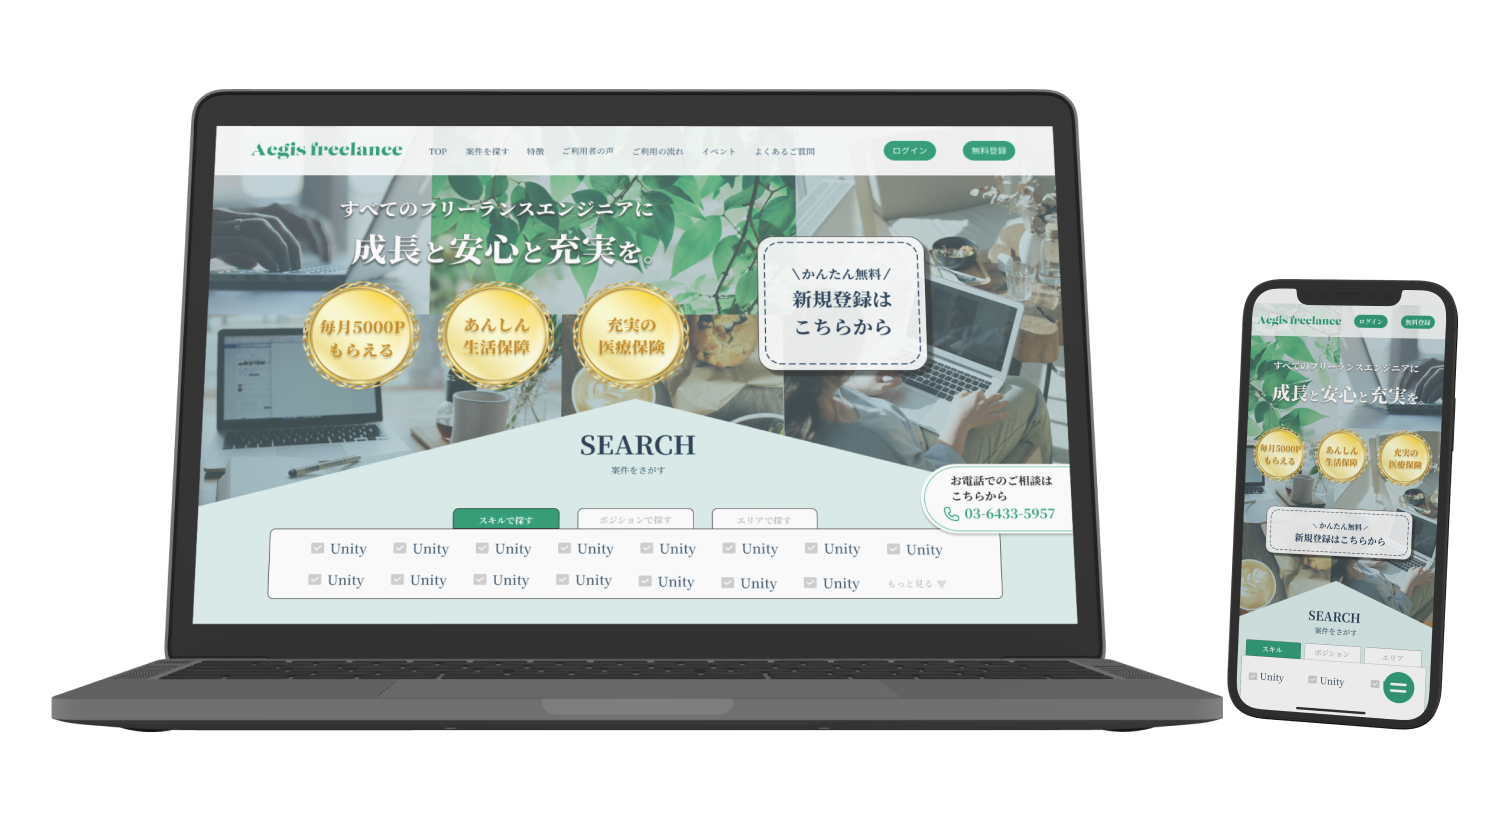 Aegis freelance
TOP 案件を探す 特徴 ご利用者の声 ご利用の流れ イベント よくあるご質問
ログイン
無料登録
すべてのフリーランスエンジニアに
成長と安心と充実を。
毎月5000P
もらえる
あんしん
生活保障
充実の
医療保険
\かんたん無料/
新規登録は
こちらから
SEARCH
案件をさがす
お電話でのご相談は
こちらから
03-6433-5957
スキルで探す
ポジションで探す
エリアで探す
Unity Unity Unity Unity Unity Unity Unity Unity
Unity Unity Unity Unity Unity Unity Unity もっと見る ▼
Aegis freelance
ログイン
無料登録
すべてのフリーランスエンジニアに
成長と安心と充実を。
毎月5000P
もらえる
あんしん
生活保障
充実の
医療保険
\かんたん無料/
新規登録はこちらから
SEARCH
案件をさがす
スキル
ポジション
エリア
Unity Unity